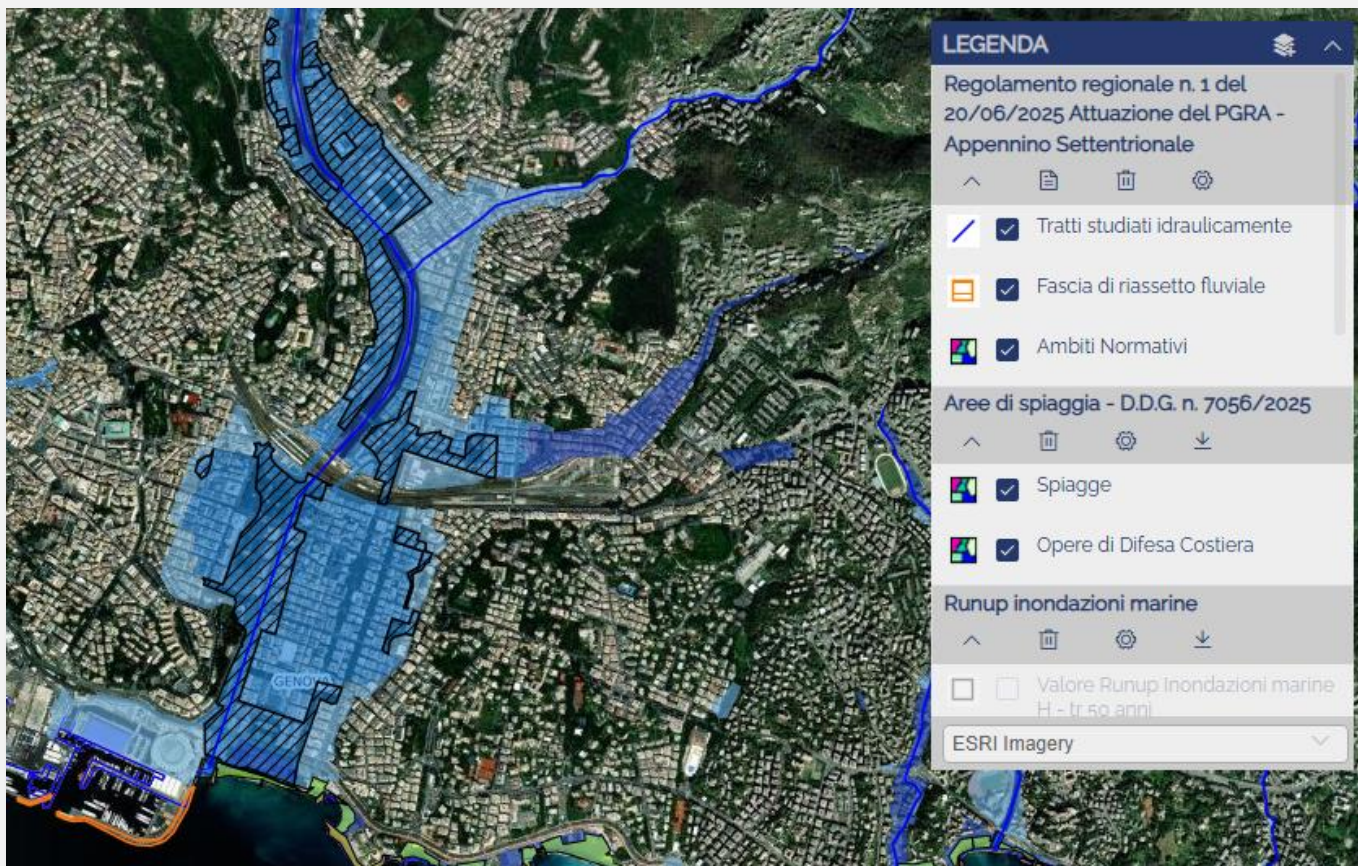 LEGENDA
Regolamento regionale n. 1 del
20/06/2025 Attuazione del PGRA -
Appennino Settentrionale
Tratti studiati idraulicamente
Fascia di riassetto fluviale
Ambiti Normativi
Aree di spiaggia - D.D.G. n. 7056/2025
Spiagge
Opere di Difesa Costiera
Runup inondazioni marine
Valore Runup Inondazioni marine
H - tr 50 anni
ESRI Imagery
GENOVA